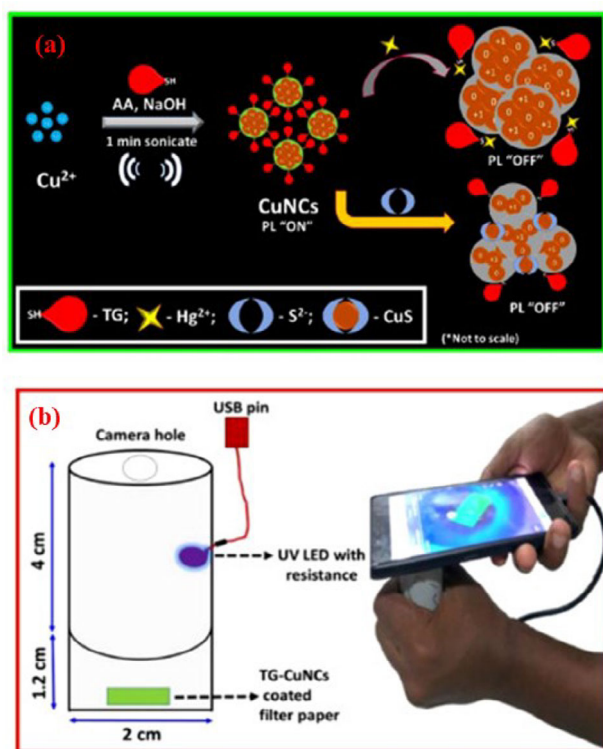 (a)
SH
AA, NaOH
1 min sonicate
Cu²⁺
CuNCs
PL "ON"
PL "OFF"
PL "OFF"
SH - TG; - Hg²⁺; - S²⁻; - CuS
(*Not to scale)
(b)
USB pin
Camera hole
4 cm
UV LED with
resistance
1.2 cm
TG-CuNCs
coated
filter paper
2 cm